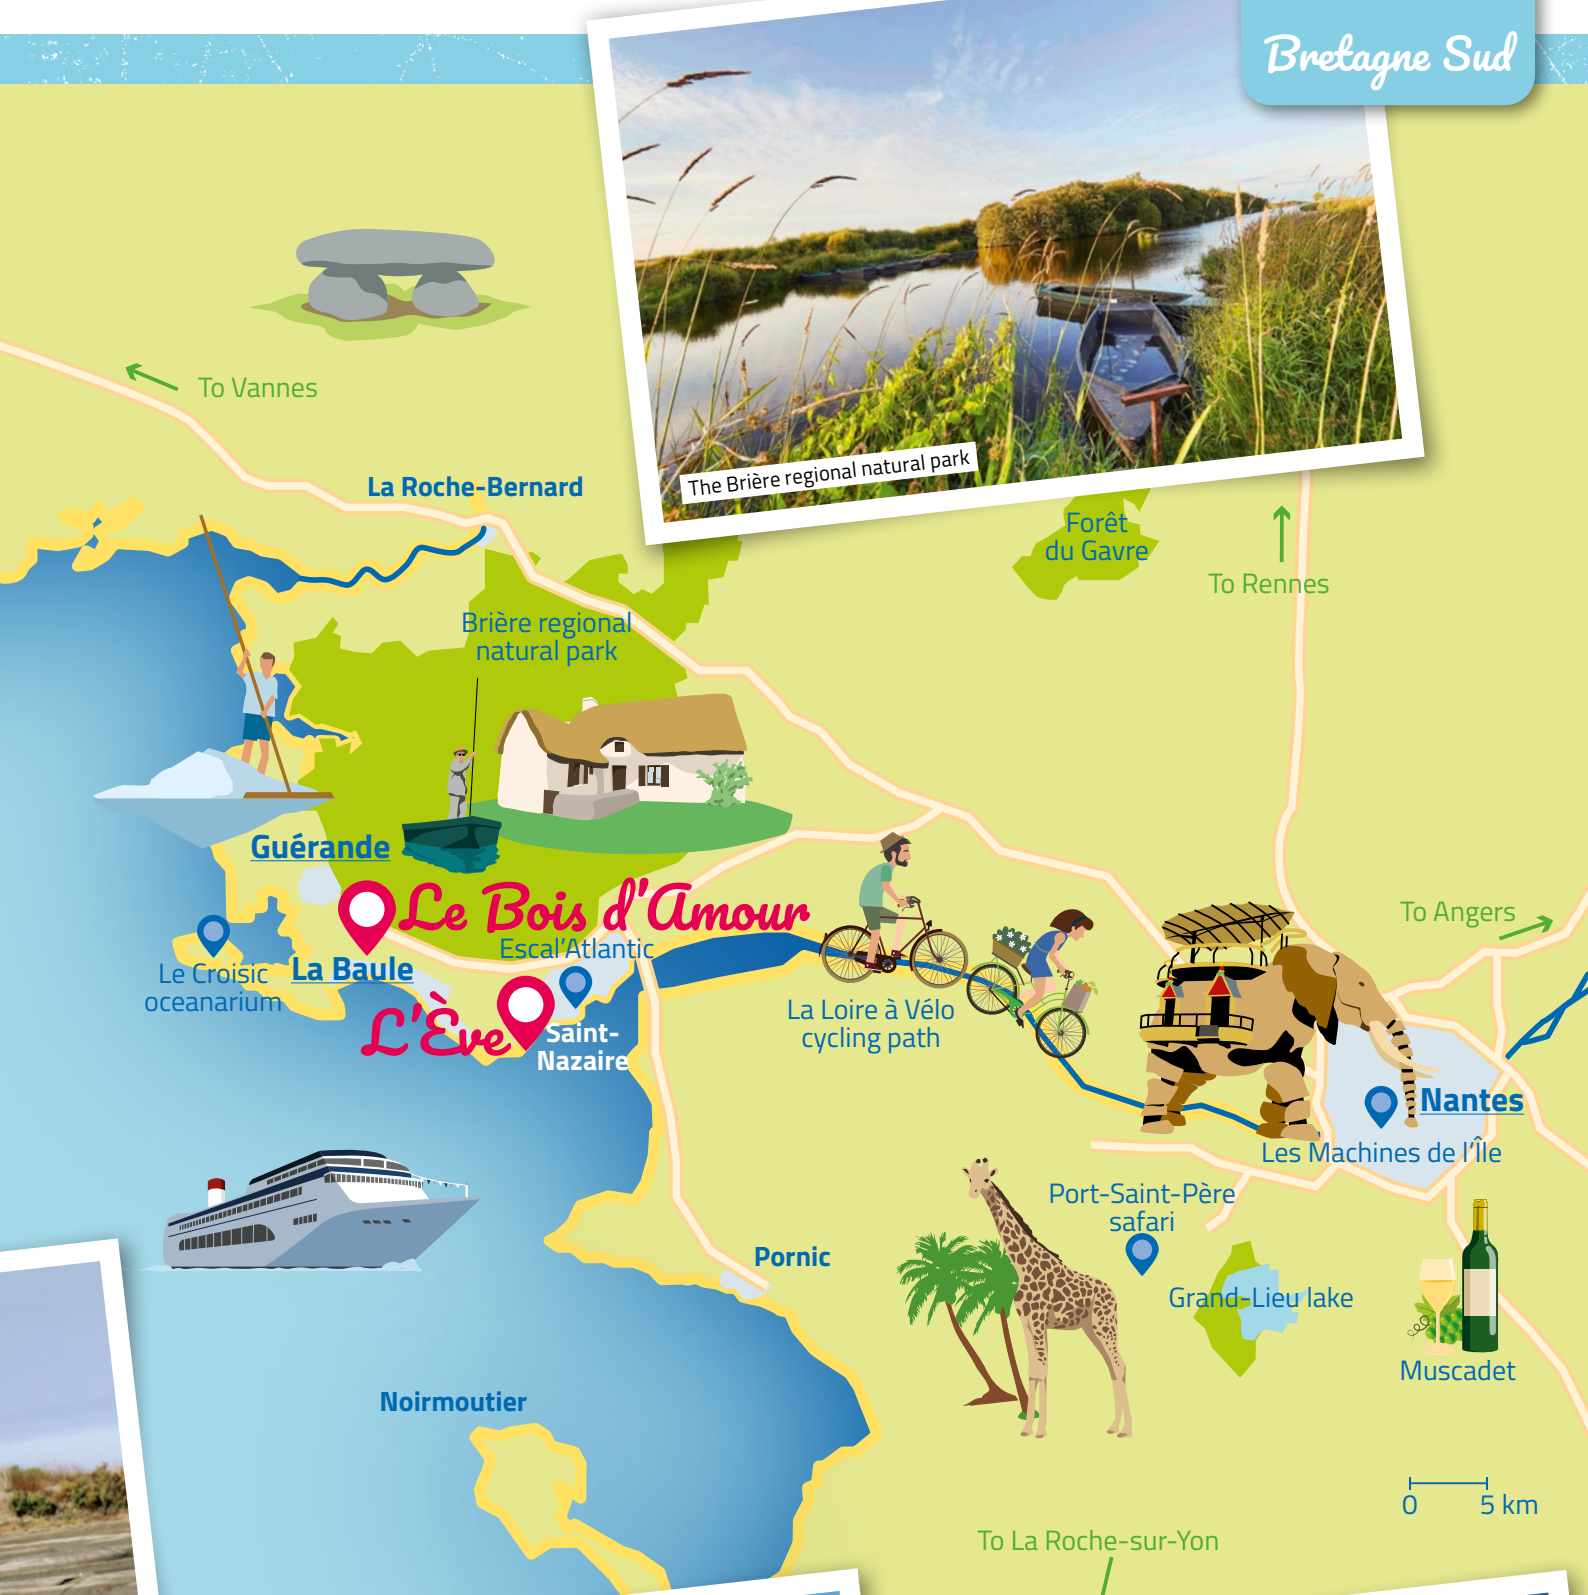 Bretagne Sud
The Brière regional natural park
To Vannes
La Roche-Bernard
Forêt
du Gavre
To Rennes
Brière regional
natural park
Guérande
Le Bois d'Amour
To Angers
Escal'Atlantic
Le Croisic
oceanarium
La Baule
L'Ève
Saint-
Nazaire
La Loire à Vélo
cycling path
Nantes
Les Machines de l'Île
Port-Saint-Père
safari
Pornic
Grand-Lieu lake
Muscadet
Noirmoutier
0 5 km
To La Roche-sur-Yon